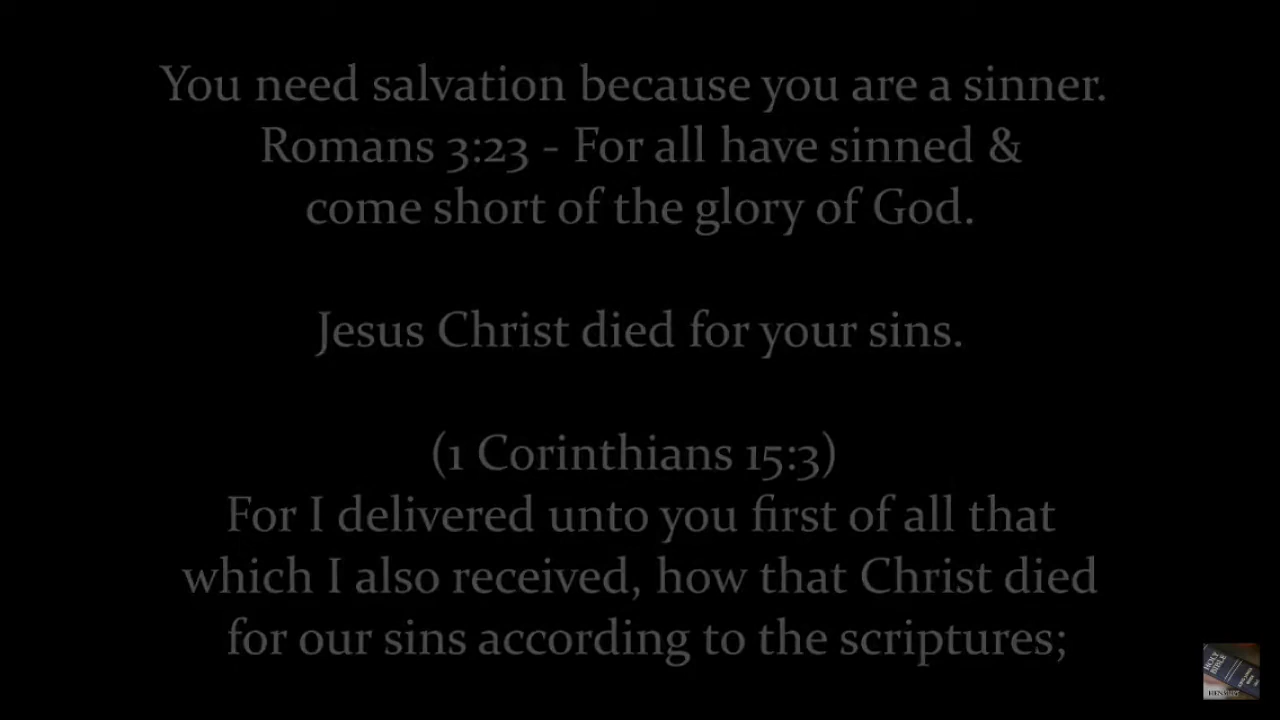 You need salvation because you are a sinner.
Romans 3:23 - For all have sinned &
come short of the glory of God.
Jesus Christ died for your sins.
(1 Corinthians 15:3)
For I delivered unto you first of all that
which I also received, how that Christ died
for our sins according to the scriptures;
HOLY
BIBLE